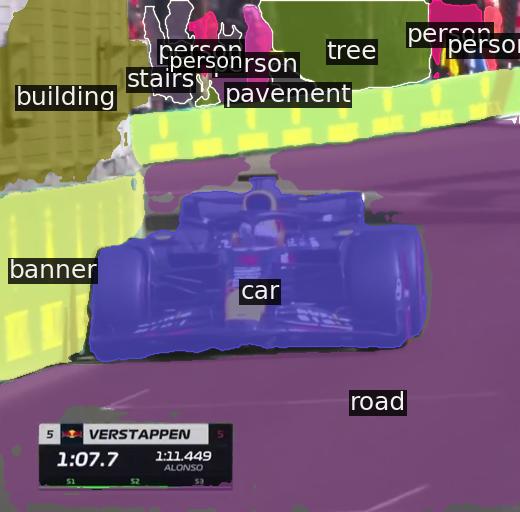 person
person
person
tree
person
person
stairs
building
pavement
banner
car
road
5 VERSTAPPEN 5
1:07.7 1:11.449
ALONSO
S1 S2 S3